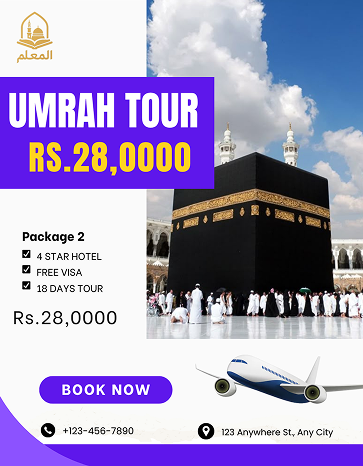 المعلم
UMRAH TOUR
RS.28,0000
Package 2
4 STAR HOTEL
FREE VISA
18 DAYS TOUR
Rs.28,0000
BOOK NOW
+123-456-7890
123 Anywhere St., Any City